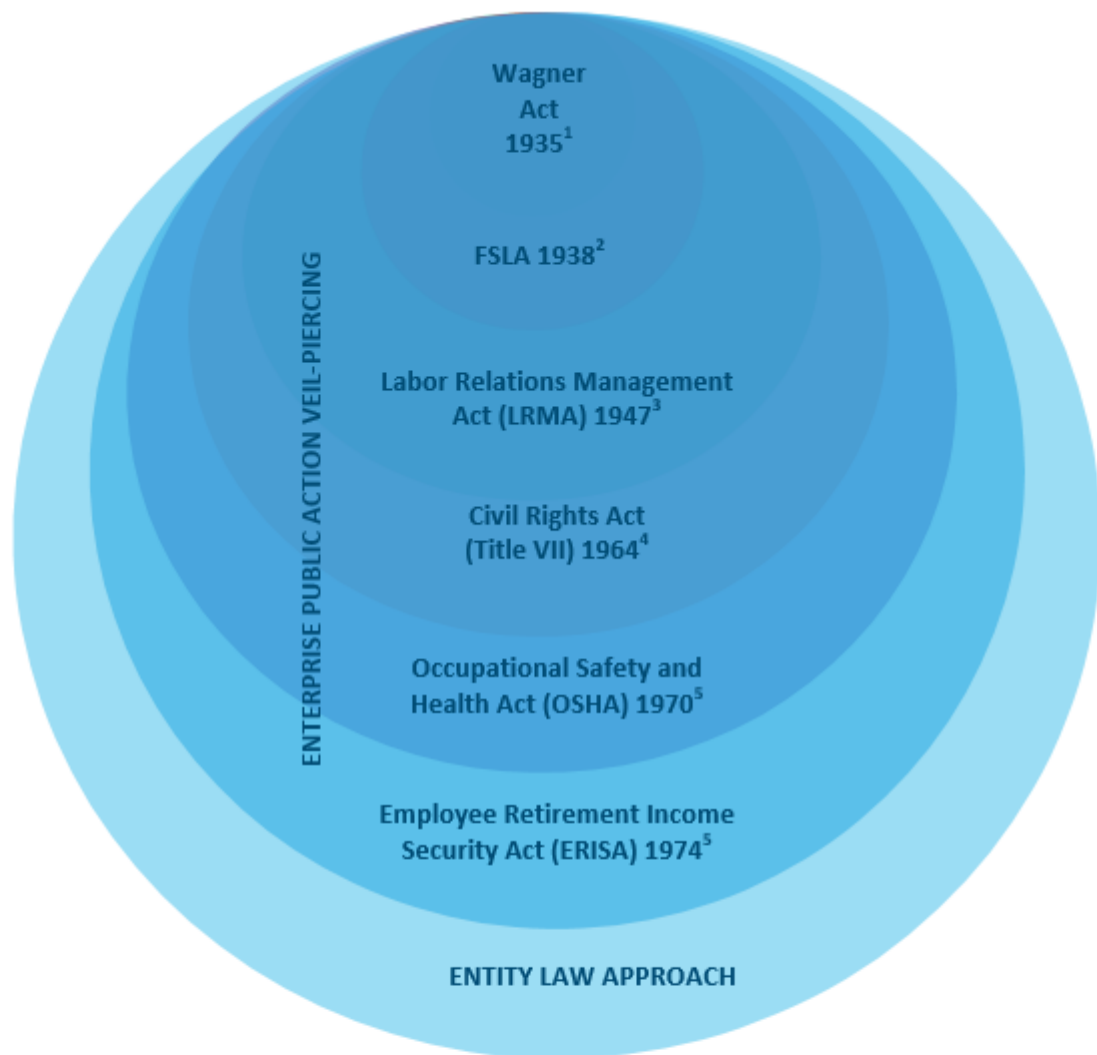 Wagner
Act
1935¹
FSLA 1938²
ENTERPRISE PUBLIC ACTION VEIL-PIERCING
Labor Relations Management
Act (LRMA) 1947³
Civil Rights Act
(Title VII) 1964⁴
Occupational Safety and
Health Act (OSHA) 1970⁵
Employee Retirement Income
Security Act (ERISA) 1974⁵
ENTITY LAW APPROACH